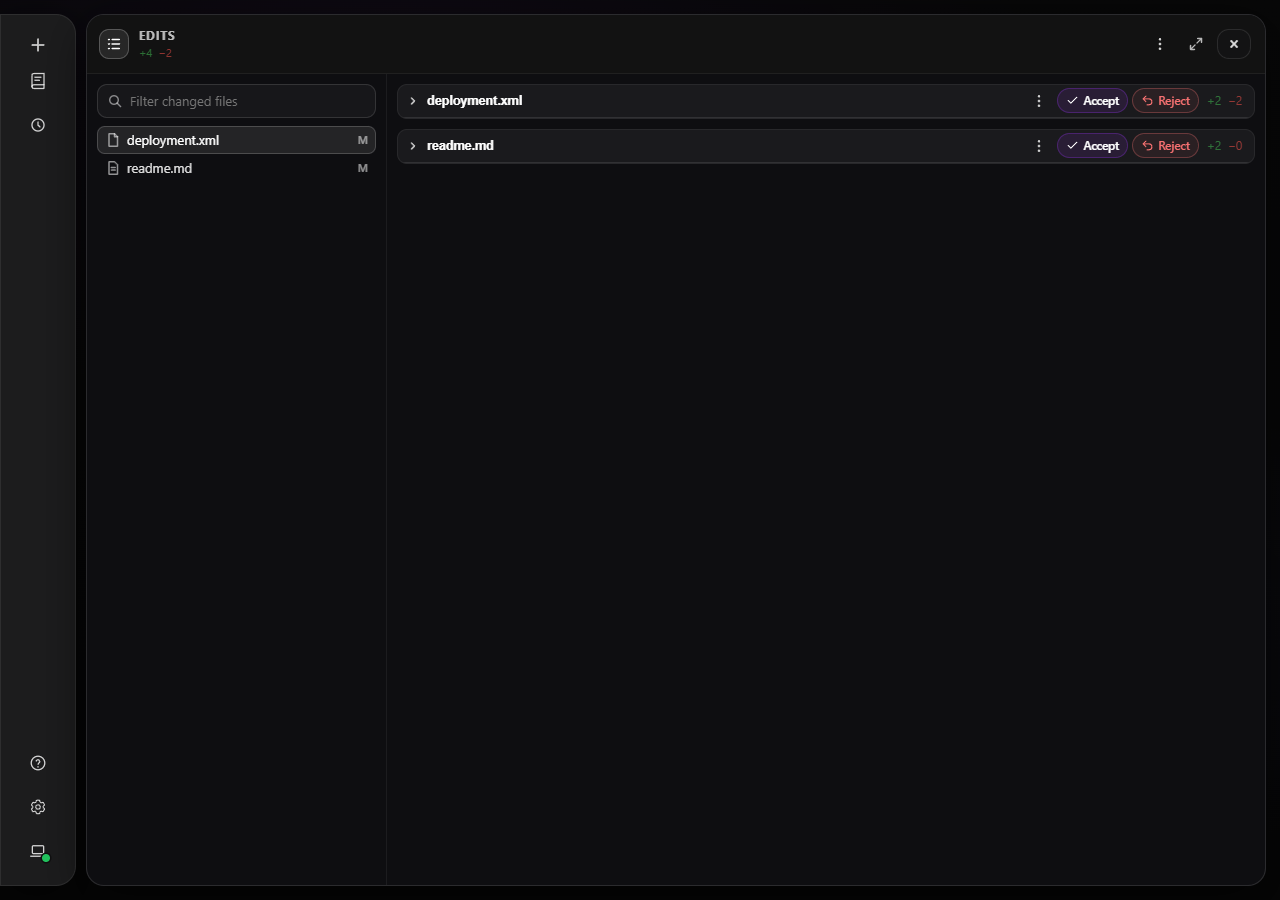 EDITS
+4 −2
Filter changed files
deployment.xml M
readme.md M
deployment.xml Accept Reject +2 −2
readme.md Accept Reject +2 −0